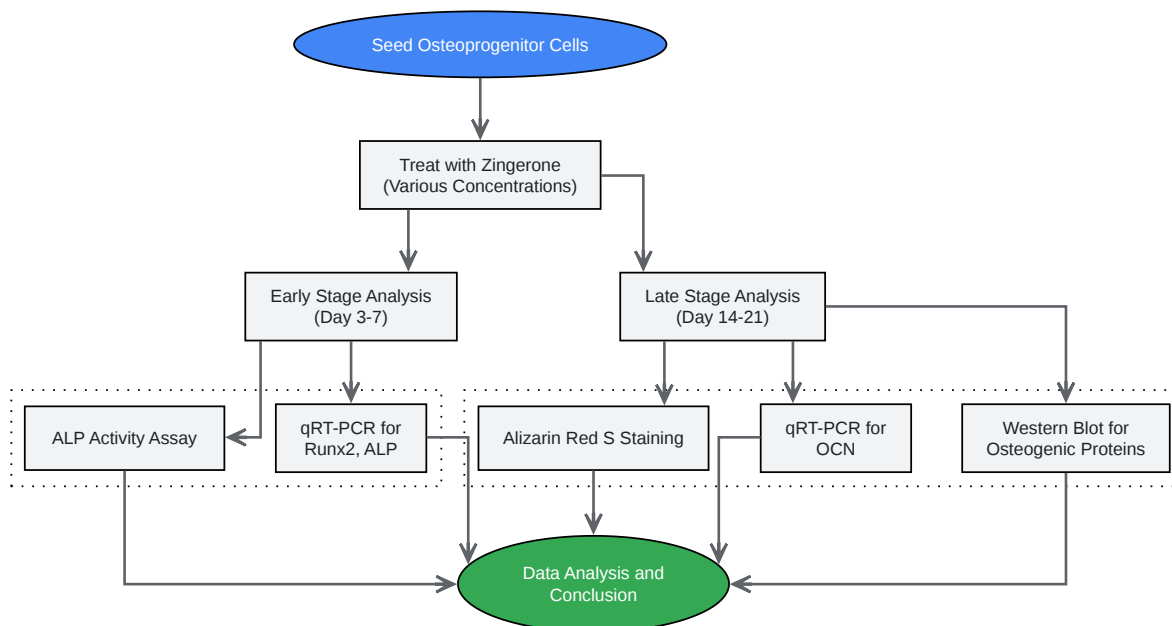 Seed Osteoprogenitor Cells
Treat with Zingerone
(Various Concentrations)
Early Stage Analysis
(Day 3-7)
Late Stage Analysis
(Day 14-21)
ALP Activity Assay
qRT-PCR for
Runx2, ALP
Alizarin Red S Staining
qRT-PCR for
OCN
Western Blot for
Osteogenic Proteins
Data Analysis and
Conclusion